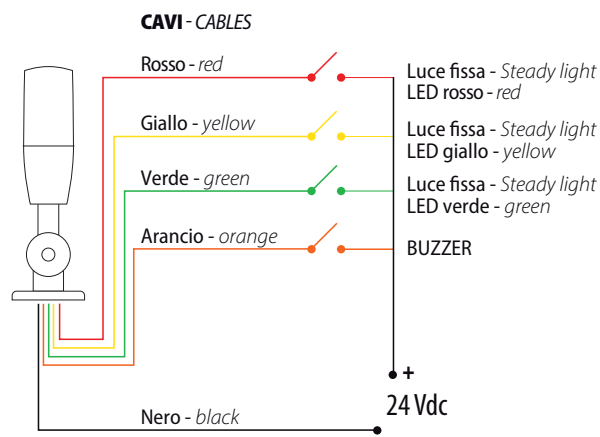 CAVI - CABLES
Rosso - red
Luce fissa - Steady light
LED rosso - red
Giallo - yellow
Luce fissa - Steady light
LED giallo - yellow
Verde - green
Luce fissa - Steady light
LED verde - green
Arancio - orange
BUZZER
+
24 Vdc
Nero - black